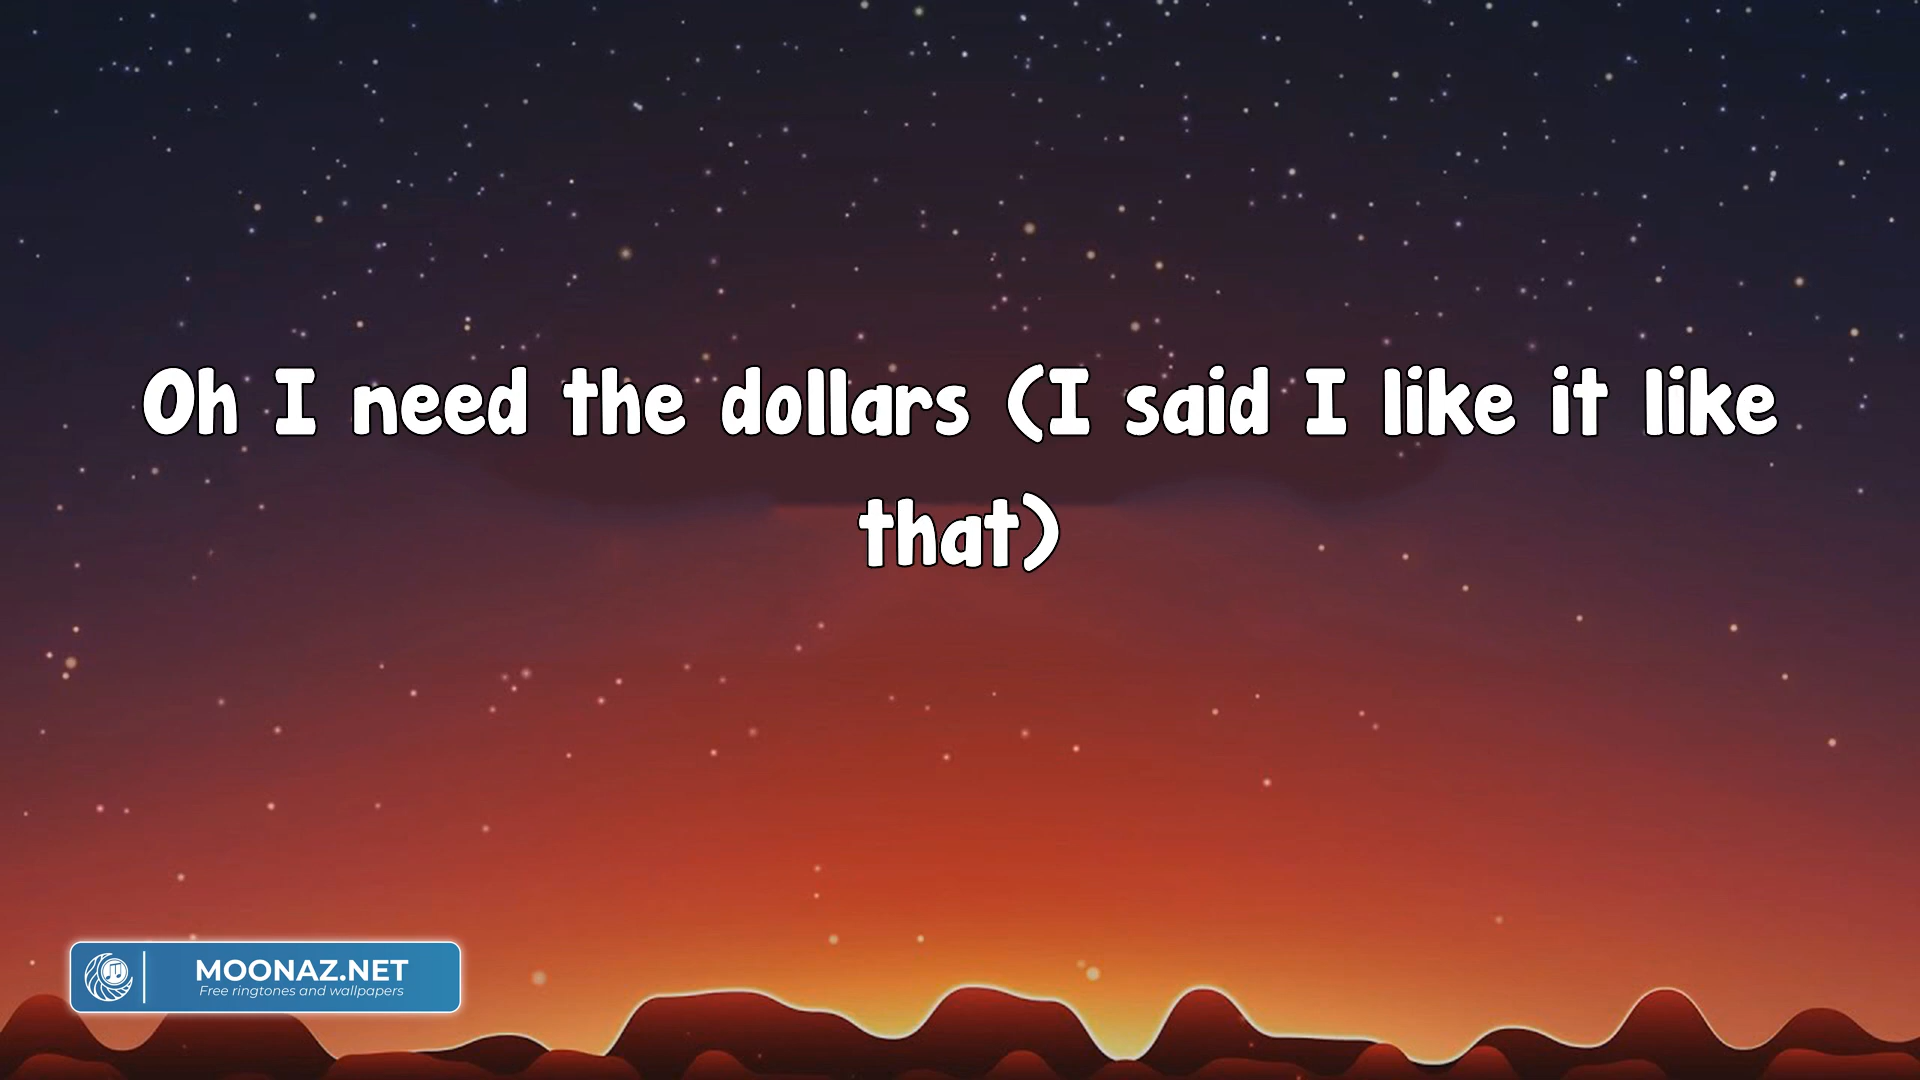 Oh I need the dollars (I said I like it like
that)
MOONAZ.NET
Free ringtones and wallpapers